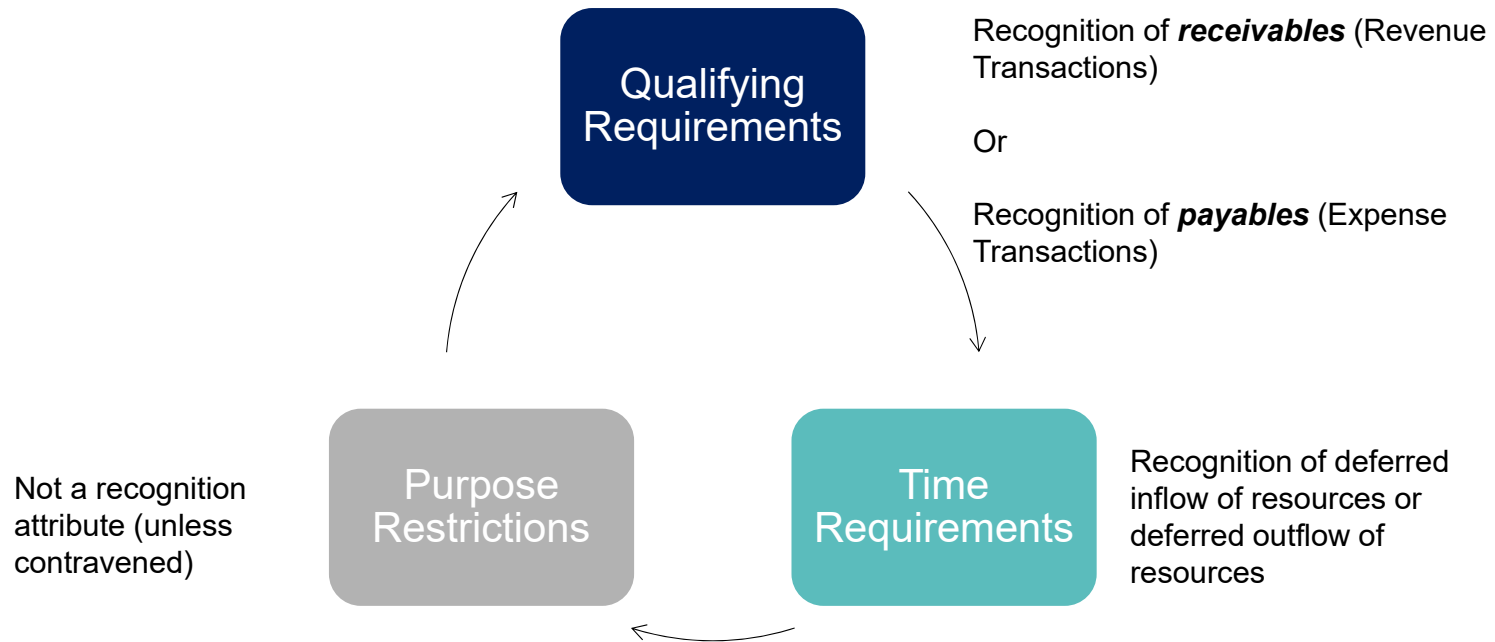 Qualifying
Requirements
Recognition of receivables (Revenue
Transactions)
Or
Recognition of payables (Expense
Transactions)
Time
Requirements
Recognition of deferred
inflow of resources or
deferred outflow of
resources
Purpose
Restrictions
Not a recognition
attribute (unless
contravened)